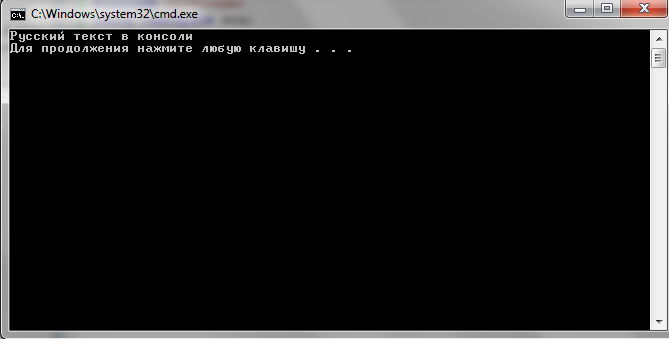 C:\Windows\system32\cmd.exe
Русский текст в консоли
Для продолжения нажмите любую клавишу . . .